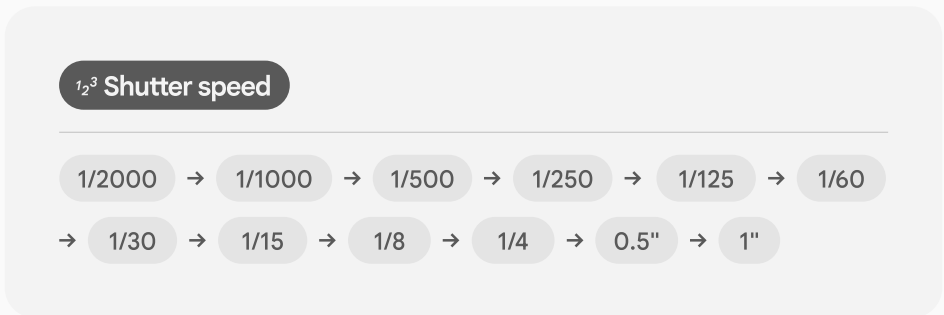 123 Shutter speed
1/2000 → 1/1000 → 1/500 → 1/250 → 1/125 → 1/60
→ 1/30 → 1/15 → 1/8 → 1/4 → 0.5" → 1"